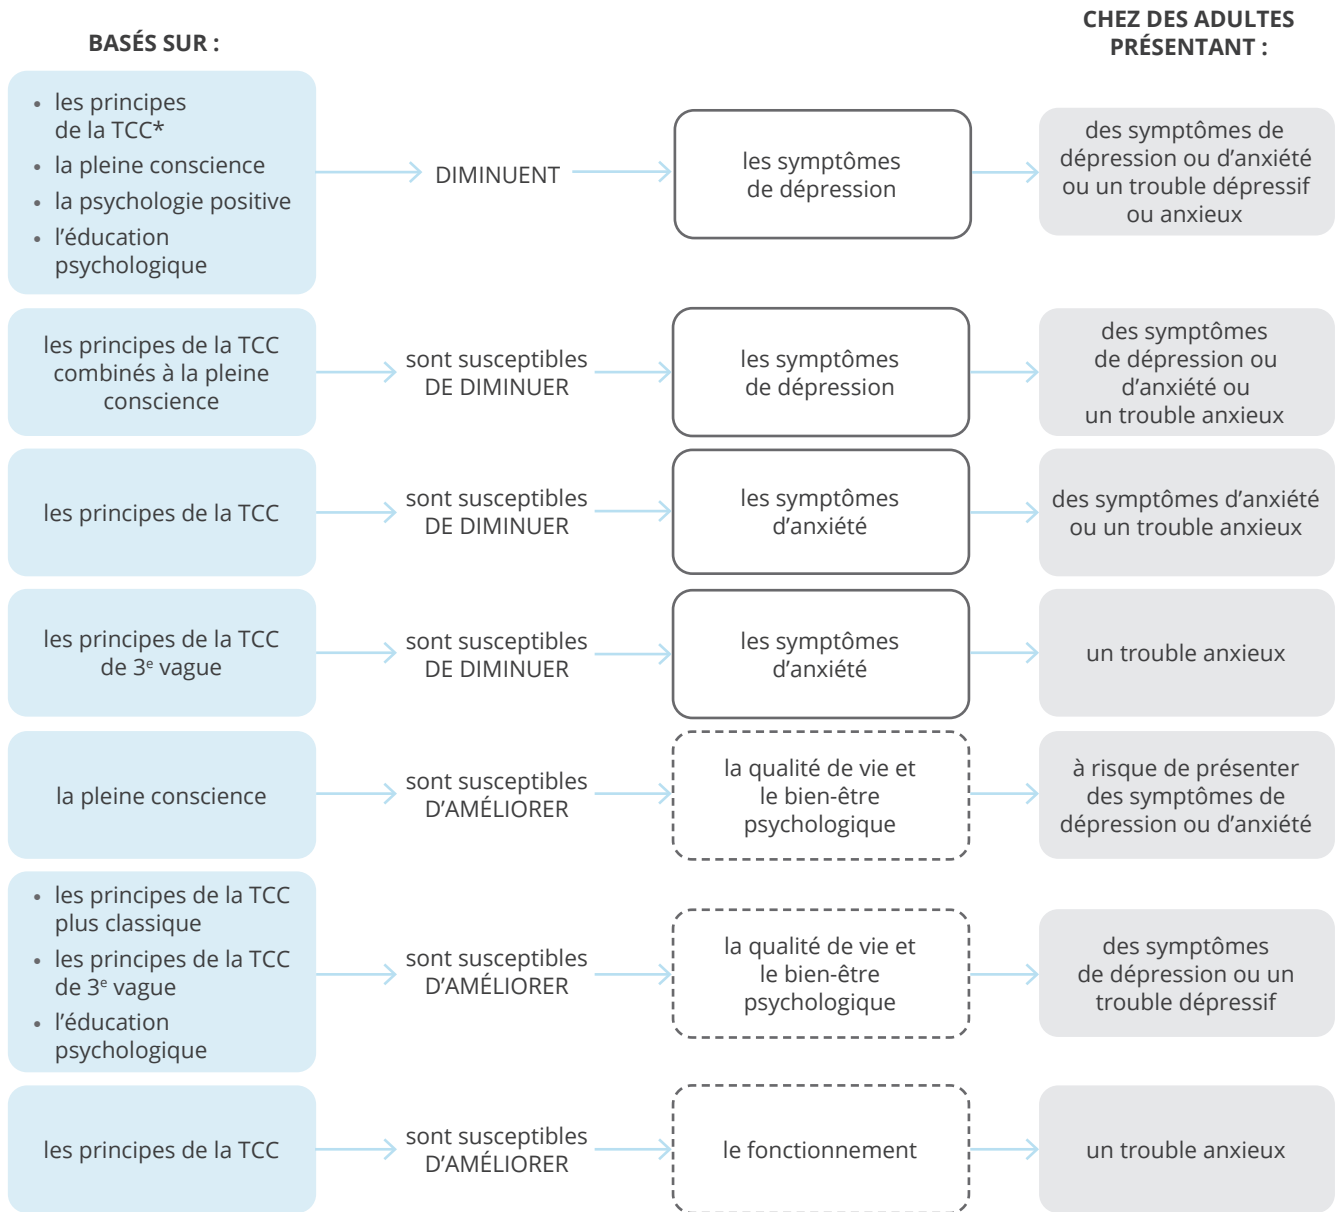 BASÉS SUR :
CHEZ DES ADULTES
PRÉSENTANT :
• les principes
de la TCC*
• la pleine conscience
• la psychologie positive
• l'éducation
psychologique
DIMINUENT
les symptômes
de dépression
des symptômes de
dépression ou d'anxiété
ou un trouble dépressif
ou anxieux
les principes de la TCC
combinés à la pleine
conscience
sont susceptibles
DE DIMINUER
les symptômes
de dépression
des symptômes
de dépression ou
d'anxiété ou
un trouble anxieux
les principes de la TCC
sont susceptibles
DE DIMINUER
les symptômes
d'anxiété
des symptômes d'anxiété
ou un trouble anxieux
les principes de la TCC
de 3e vague
sont susceptibles
DE DIMINUER
les symptômes
d'anxiété
un trouble anxieux
la pleine conscience
sont susceptibles
D'AMÉLIORER
la qualité de vie et
le bien-être
psychologique
à risque de présenter
des symptômes de
dépression ou d'anxiété
• les principes de la TCC
plus classique
• les principes de la TCC
de 3e vague
• l'éducation
psychologique
sont susceptibles
D'AMÉLIORER
la qualité de vie et
le bien-être
psychologique
des symptômes
de dépression ou un
trouble dépressif
les principes de la TCC
sont susceptibles
D'AMÉLIORER
le fonctionnement
un trouble anxieux